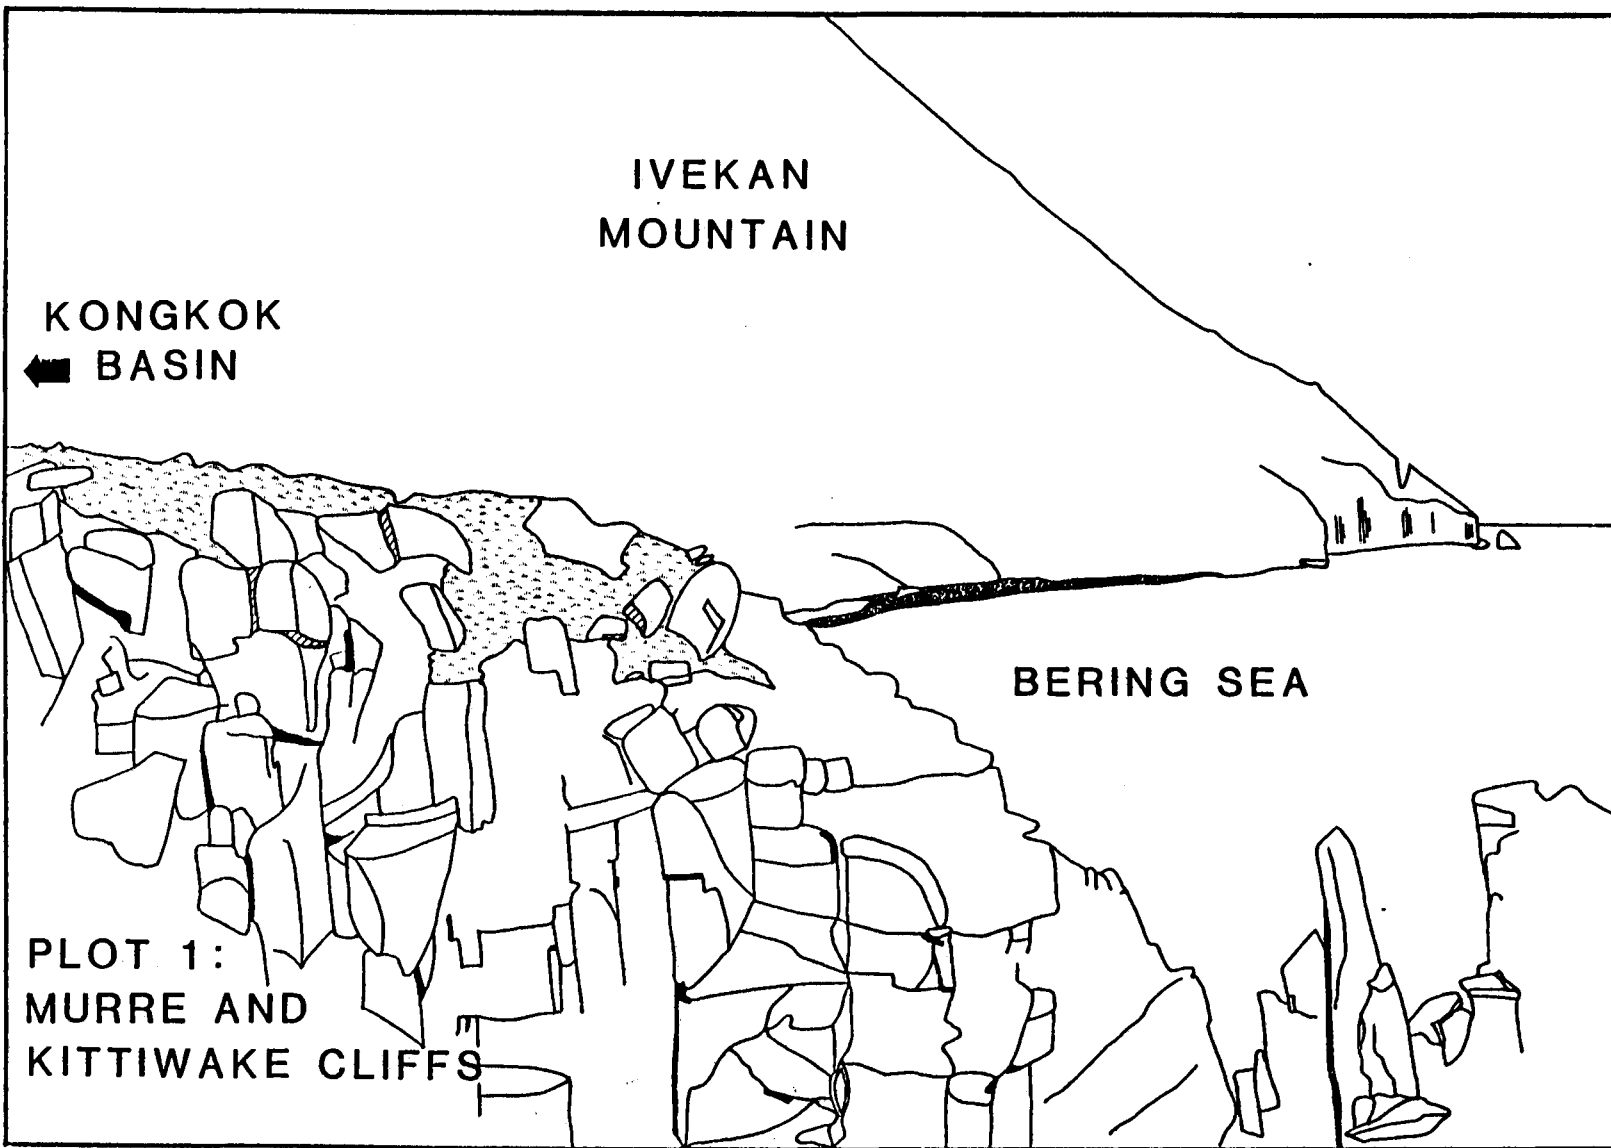 IVEKAN
MOUNTAIN
KONGKOK
BASIN
BERING SEA
PLOT 1:
MURRE AND
KITTIWAKE CLIFFS